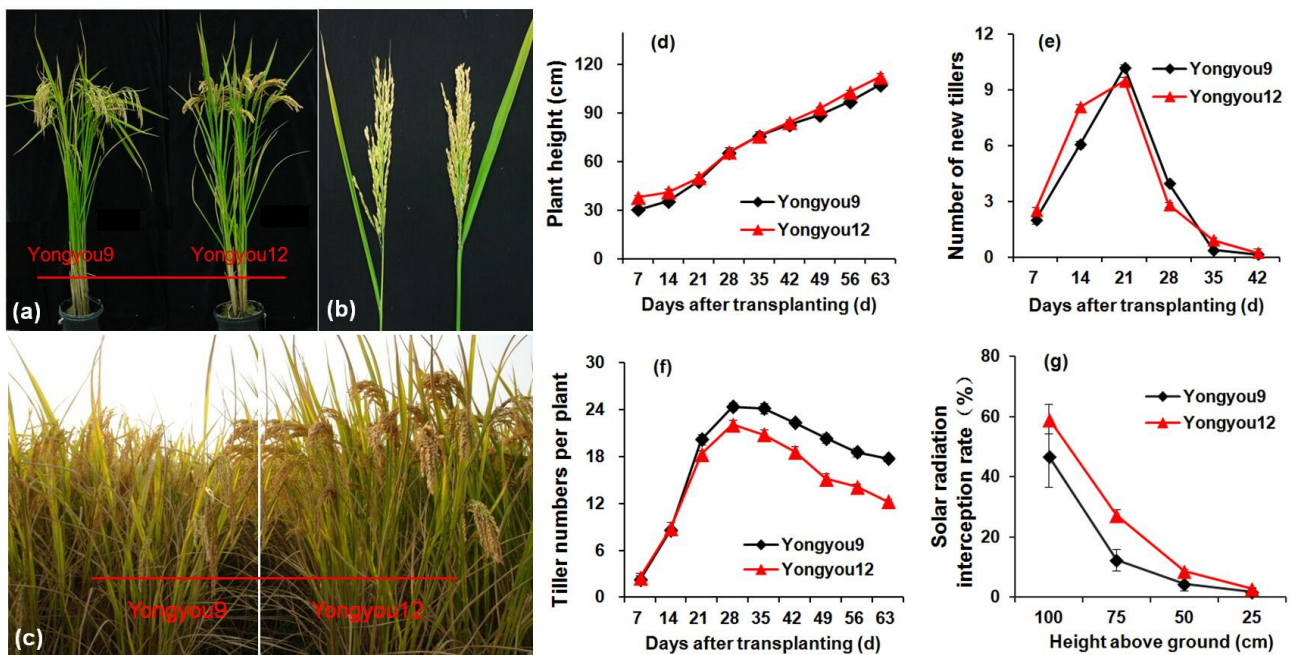 Yongyou9
Yongyou12
(a)
(b)
Yongyou9
Yongyou12
(c)
(d)
Plant height (cm)
120
90
60
30
0
Yongyou9
Yongyou12
7 14 21 28 35 42 49 56 63
Days after transplanting (d)
(e)
Number of new tillers
12
9
6
3
0
Yongyou9
Yongyou12
7 14 21 28 35 42
Days after transplanting (d)
(f)
Tiller numbers per plant
30
24
18
12
6
0
Yongyou9
Yongyou12
7 14 21 28 35 42 49 56 63
Days after transplanting (d)
(g)
Solar radiation
interception rate (%)
80
60
40
20
0
Yongyou9
Yongyou12
100 75 50 25
Height above ground (cm)